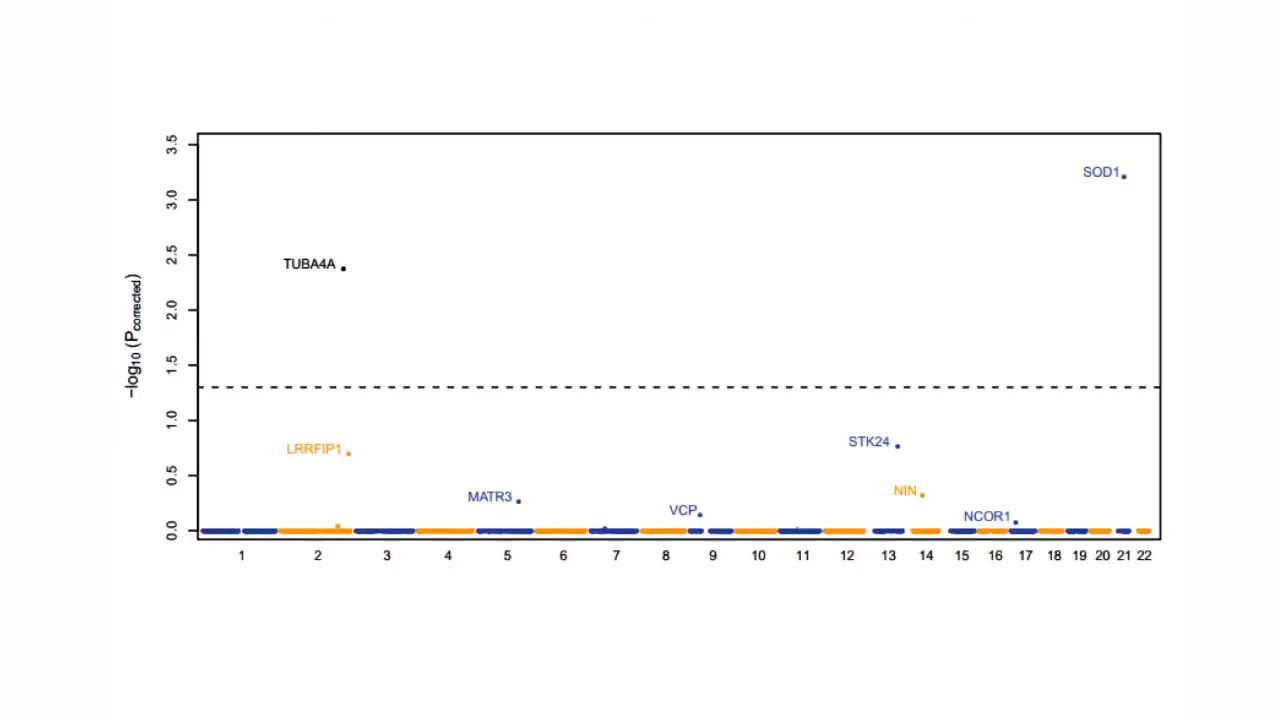 3.5
SOD1
3.0
2.5
TUBA4A
2.0
−log10 (Pcorrected)
1.5
1.0
STK24
LRRFIP1
0.5
NIN
MATR3
VCP
NCOR1
0.0
1 2 3 4 5 6 7 8 9 10 11 12 13 14 15 16 17 18 19 20 21 22